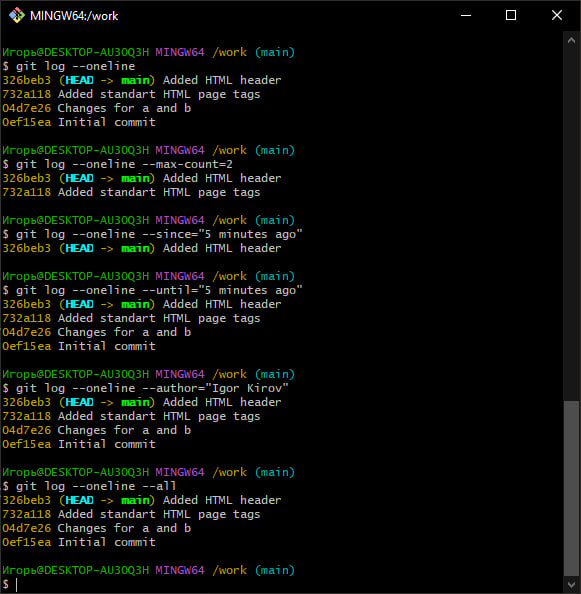 MINGW64:/work
Игорь@DESKTOP-AU3OQ3H MINGW64 /work (main)
$ git log --oneline
326beb3 (HEAD -> main) Added HTML header
732a118 Added standart HTML page tags
04d7e26 Changes for a and b
0ef15ea Initial commit
Игорь@DESKTOP-AU3OQ3H MINGW64 /work (main)
$ git log --oneline --max-count=2
326beb3 (HEAD -> main) Added HTML header
732a118 Added standart HTML page tags
Игорь@DESKTOP-AU3OQ3H MINGW64 /work (main)
$ git log --oneline --since="5 minutes ago"
326beb3 (HEAD -> main) Added HTML header
Игорь@DESKTOP-AU3OQ3H MINGW64 /work (main)
$ git log --oneline --until="5 minutes ago"
326beb3 (HEAD -> main) Added HTML header
732a118 Added standart HTML page tags
04d7e26 Changes for a and b
0ef15ea Initial commit
Игорь@DESKTOP-AU3OQ3H MINGW64 /work (main)
$ git log --oneline --author="Igor Kirov"
326beb3 (HEAD -> main) Added HTML header
732a118 Added standart HTML page tags
04d7e26 Changes for a and b
0ef15ea Initial commit
Игорь@DESKTOP-AU3OQ3H MINGW64 /work (main)
$ git log --oneline --all
326beb3 (HEAD -> main) Added HTML header
732a118 Added standart HTML page tags
04d7e26 Changes for a and b
0ef15ea Initial commit
Игорь@DESKTOP-AU3OQ3H MINGW64 /work (main)
$